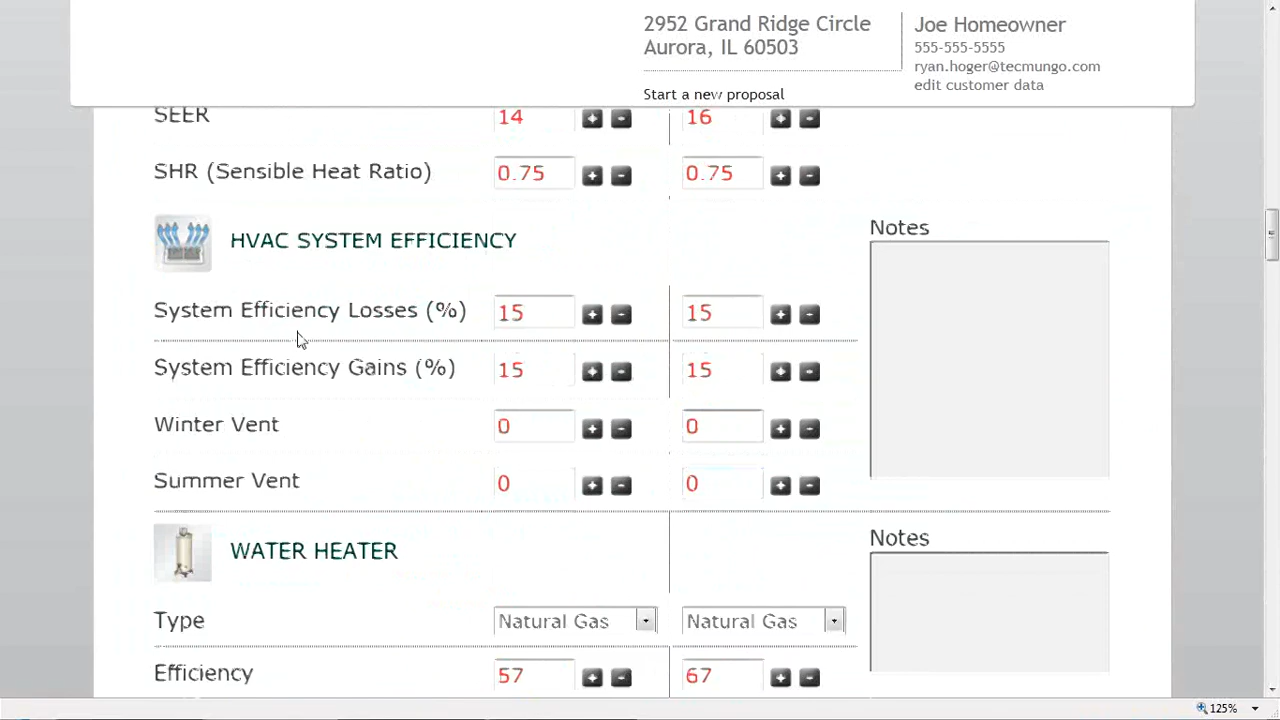 2952 Grand Ridge Circle
Aurora, IL 60503
Start a new proposal
Joe Homeowner
555-555-5555
ryan.hoger@tecmungo.com
edit customer data
SEER 14 + - 16 + -
SHR (Sensible Heat Ratio) 0.75 + - 0.75 + -
HVAC SYSTEM EFFICIENCY
Notes
System Efficiency Losses (%) 15 + - 15 + -
System Efficiency Gains (%) 15 + - 15 + -
Winter Vent 0 + - 0 + -
Summer Vent 0 + - 0 + -
WATER HEATER
Notes
Type Natural Gas Natural Gas
Efficiency 57 + - 67 + -
125%